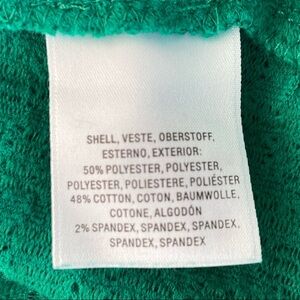 SHELL, VESTE, OBERSTOFF,
ESTERNO, EXTERIOR:
50% POLYESTER, POLYESTER,
POLYESTER, POLIESTERE, POLIÉSTER
48% COTTON, COTON, BAUMWOLLE,
COTONE, ALGODÓN
2% SPANDEX, SPANDEX, SPANDEX,
SPANDEX, SPANDEX